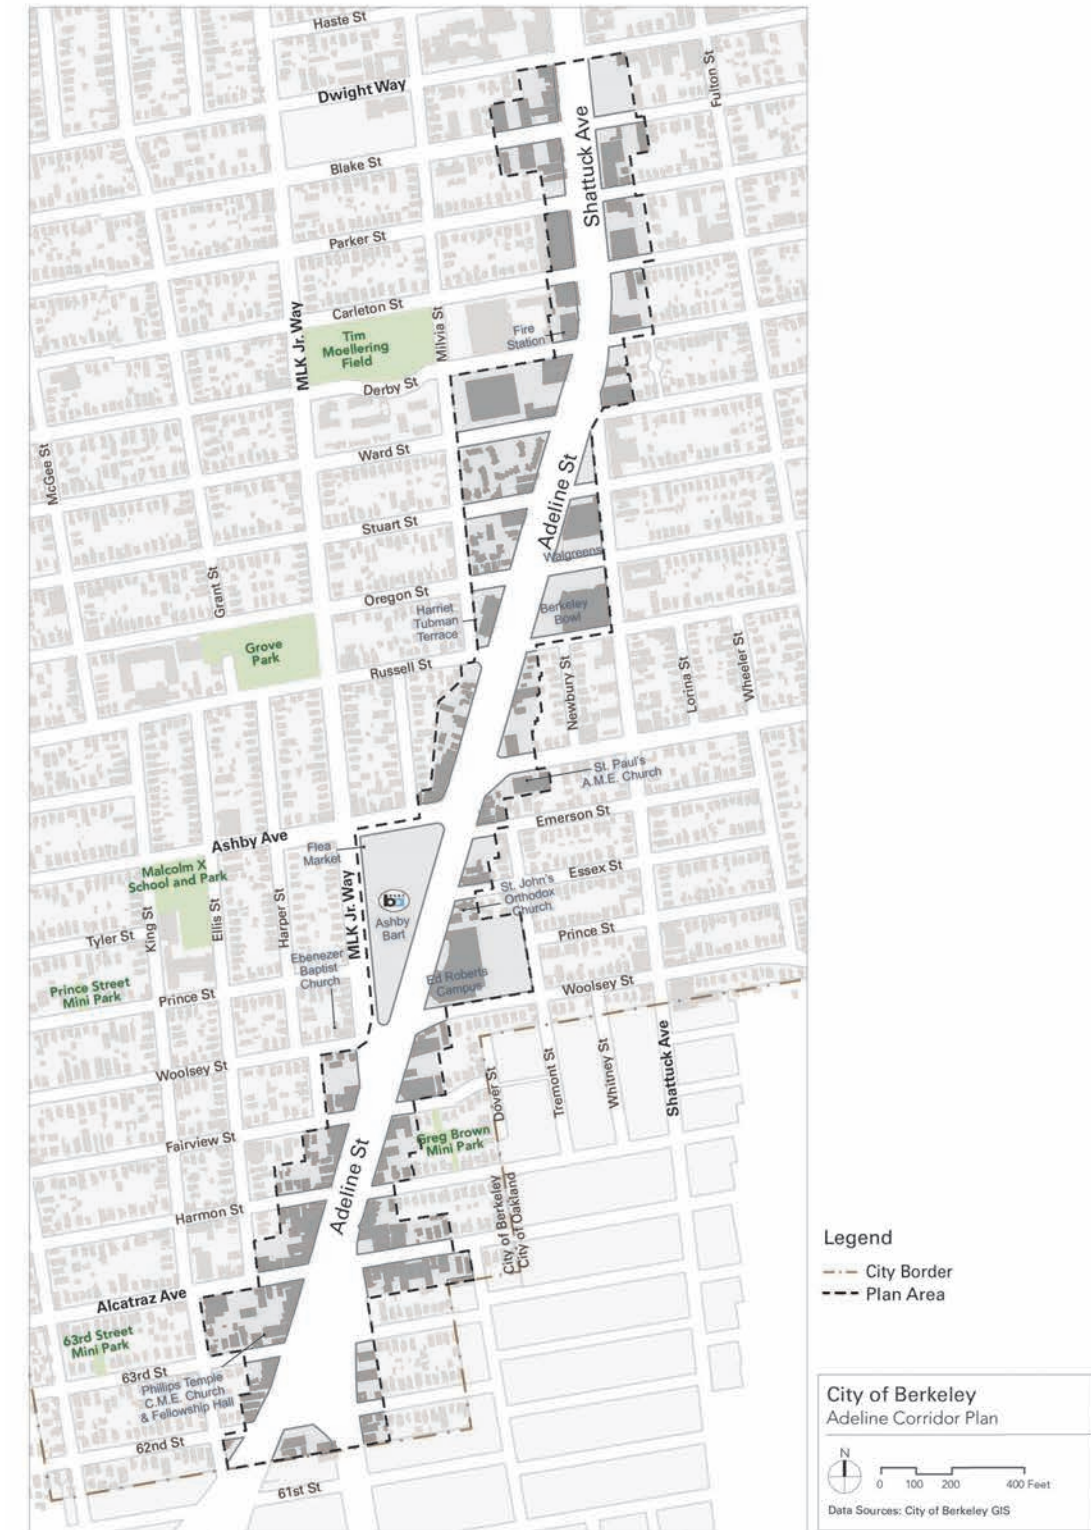 Haste St
Dwight Way
Fulton St
Shattuck Ave
Blake St
Parker St
Carleton St
MLK Jr. Way
Tim
Moellering
Field
Milvia St
Fire
Station
Derby St
Ward St
McGee St
Adeline St
Stuart St
Walgreens
Grant St
Oregon St
Harriet
Tubman
Terrace
Berkeley
Bowl
Grove
Park
Russell St
Newbury St
Lorina St
Wheeler St
St. Paul's
A.M.E. Church
Emerson St
Ashby Ave
Flea
Market
Malcolm X
School and Park
Essex St
St. John's
Orthodox
Church
MLK Jr. Way
ba
Ashby
Bart
Harper St
Ellis St
King St
Tyler St
Prince St
Ebenezer
Baptist
Church
Ed Roberts
Campus
Prince Street
Mini Park
Prince St
Woolsey St
Woolsey St
Dover St
Tremont St
Whitney St
Shattuck Ave
Fairview St
Greg Brown
Mini Park
Adeline St
Harmon St
City of Berkeley
City of Oakland
Alcatraz Ave
63rd Street
Mini Park
63rd St
Phillips Temple
C.M.E. Church
& Fellowship Hall
62nd St
61st St
Legend
City Border
Plan Area
City of Berkeley
Adeline Corridor Plan
N
0 100 200 400 Feet
Data Sources: City of Berkeley GIS